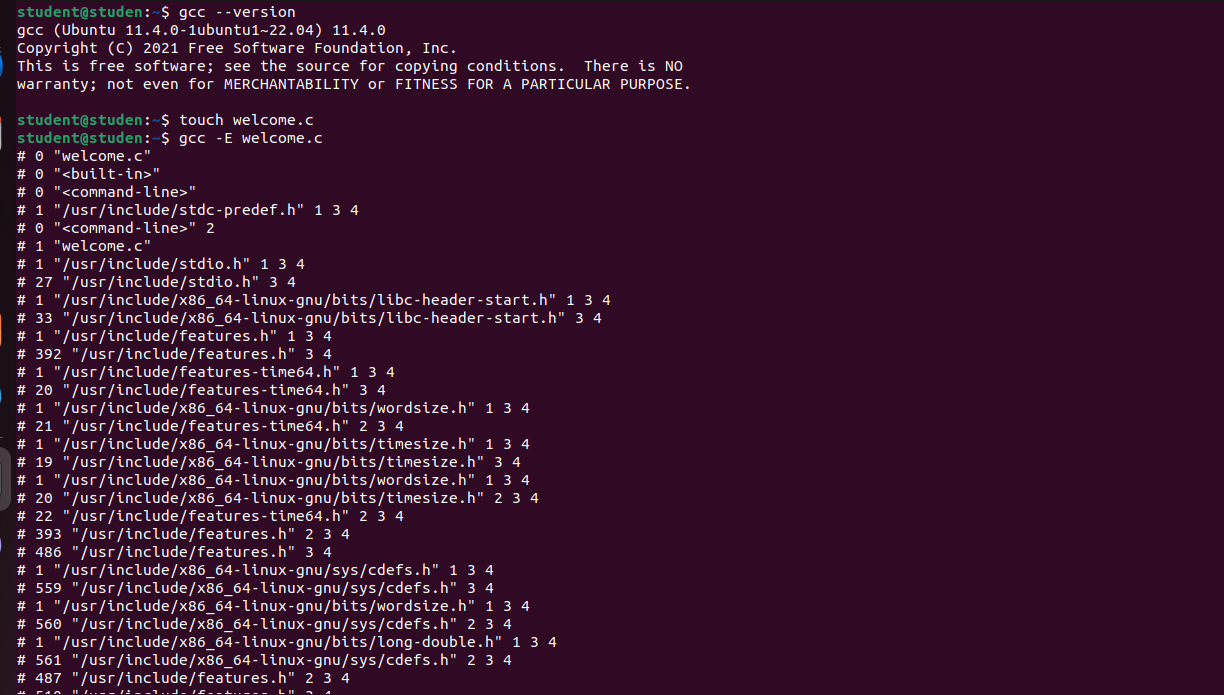 student@studen:~$ gcc --version
gcc (Ubuntu 11.4.0-1ubuntu1~22.04) 11.4.0
Copyright (C) 2021 Free Software Foundation, Inc.
This is free software; see the source for copying conditions.  There is NO
warranty; not even for MERCHANTABILITY or FITNESS FOR A PARTICULAR PURPOSE.

student@studen:~$ touch welcome.c
student@studen:~$ gcc -E welcome.c
# 0 "welcome.c"
# 0 "<built-in>"
# 0 "<command-line>"
# 1 "/usr/include/stdc-predef.h" 1 3 4
# 0 "<command-line>" 2
# 1 "welcome.c"
# 1 "/usr/include/stdio.h" 1 3 4
# 27 "/usr/include/stdio.h" 3 4
# 1 "/usr/include/x86_64-linux-gnu/bits/libc-header-start.h" 1 3 4
# 33 "/usr/include/x86_64-linux-gnu/bits/libc-header-start.h" 3 4
# 1 "/usr/include/features.h" 1 3 4
# 392 "/usr/include/features.h" 3 4
# 1 "/usr/include/features-time64.h" 1 3 4
# 20 "/usr/include/features-time64.h" 3 4
# 1 "/usr/include/x86_64-linux-gnu/bits/wordsize.h" 1 3 4
# 21 "/usr/include/features-time64.h" 2 3 4
# 1 "/usr/include/x86_64-linux-gnu/bits/timesize.h" 1 3 4
# 19 "/usr/include/x86_64-linux-gnu/bits/timesize.h" 3 4
# 1 "/usr/include/x86_64-linux-gnu/bits/wordsize.h" 1 3 4
# 20 "/usr/include/x86_64-linux-gnu/bits/timesize.h" 2 3 4
# 22 "/usr/include/features-time64.h" 2 3 4
# 393 "/usr/include/features.h" 2 3 4
# 486 "/usr/include/features.h" 3 4
# 1 "/usr/include/x86_64-linux-gnu/sys/cdefs.h" 1 3 4
# 559 "/usr/include/x86_64-linux-gnu/sys/cdefs.h" 3 4
# 1 "/usr/include/x86_64-linux-gnu/bits/wordsize.h" 1 3 4
# 560 "/usr/include/x86_64-linux-gnu/sys/cdefs.h" 2 3 4
# 1 "/usr/include/x86_64-linux-gnu/bits/long-double.h" 1 3 4
# 561 "/usr/include/x86_64-linux-gnu/sys/cdefs.h" 2 3 4
# 487 "/usr/include/features.h" 2 3 4